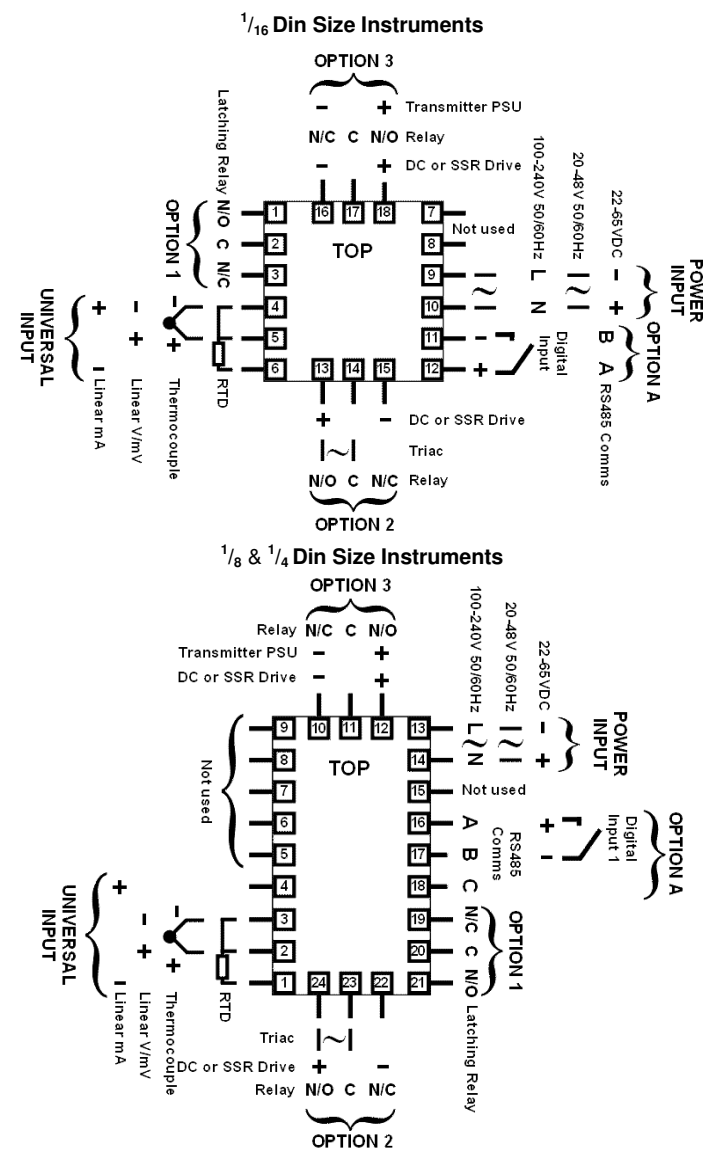 1/16 Din Size Instruments
OPTION 3
− + Transmitter PSU
N/C C N/O Relay
− + DC or SSR Drive
Latching Relay
OPTION 1
N/O
C
N/C
1
2
3
4
5
6
16 17 18
TOP
7
8
9
10
11
12
13 14 15
Not used
100-240V 50/60Hz
L
~
N
20-48V 50/60Hz
~
22-65VDC
−
+
POWER INPUT
− +
Digital Input
B
A
RS485 Comms
OPTION A
UNIVERSAL INPUT
+ − Linear mA
− + Linear V/mV
− + Thermocouple
RTD
+ − DC or SSR Drive
~ Triac
N/O C N/C Relay
OPTION 2
1/8 & 1/4 Din Size Instruments
OPTION 3
Relay N/C C N/O
Transmitter PSU − +
DC or SSR Drive − +
100-240V 50/60Hz
L
~
N
20-48V 50/60Hz
~
22-65VDC
−
+
POWER INPUT
Not used
9
8
7
6
5
4
3
2
1
10 11 12
TOP
13
14
15
16
17
18
19
20
21
24 23 22
Not used
A
B
C
RS485 Comms
+ −
Digital Input 1
OPTION A
N/C
C
N/O
OPTION 1
Latching Relay
UNIVERSAL INPUT
+ − Linear mA
− + Linear V/mV
− + Thermocouple
RTD
Triac ~
DC or SSR Drive + −
Relay N/O C N/C
OPTION 2